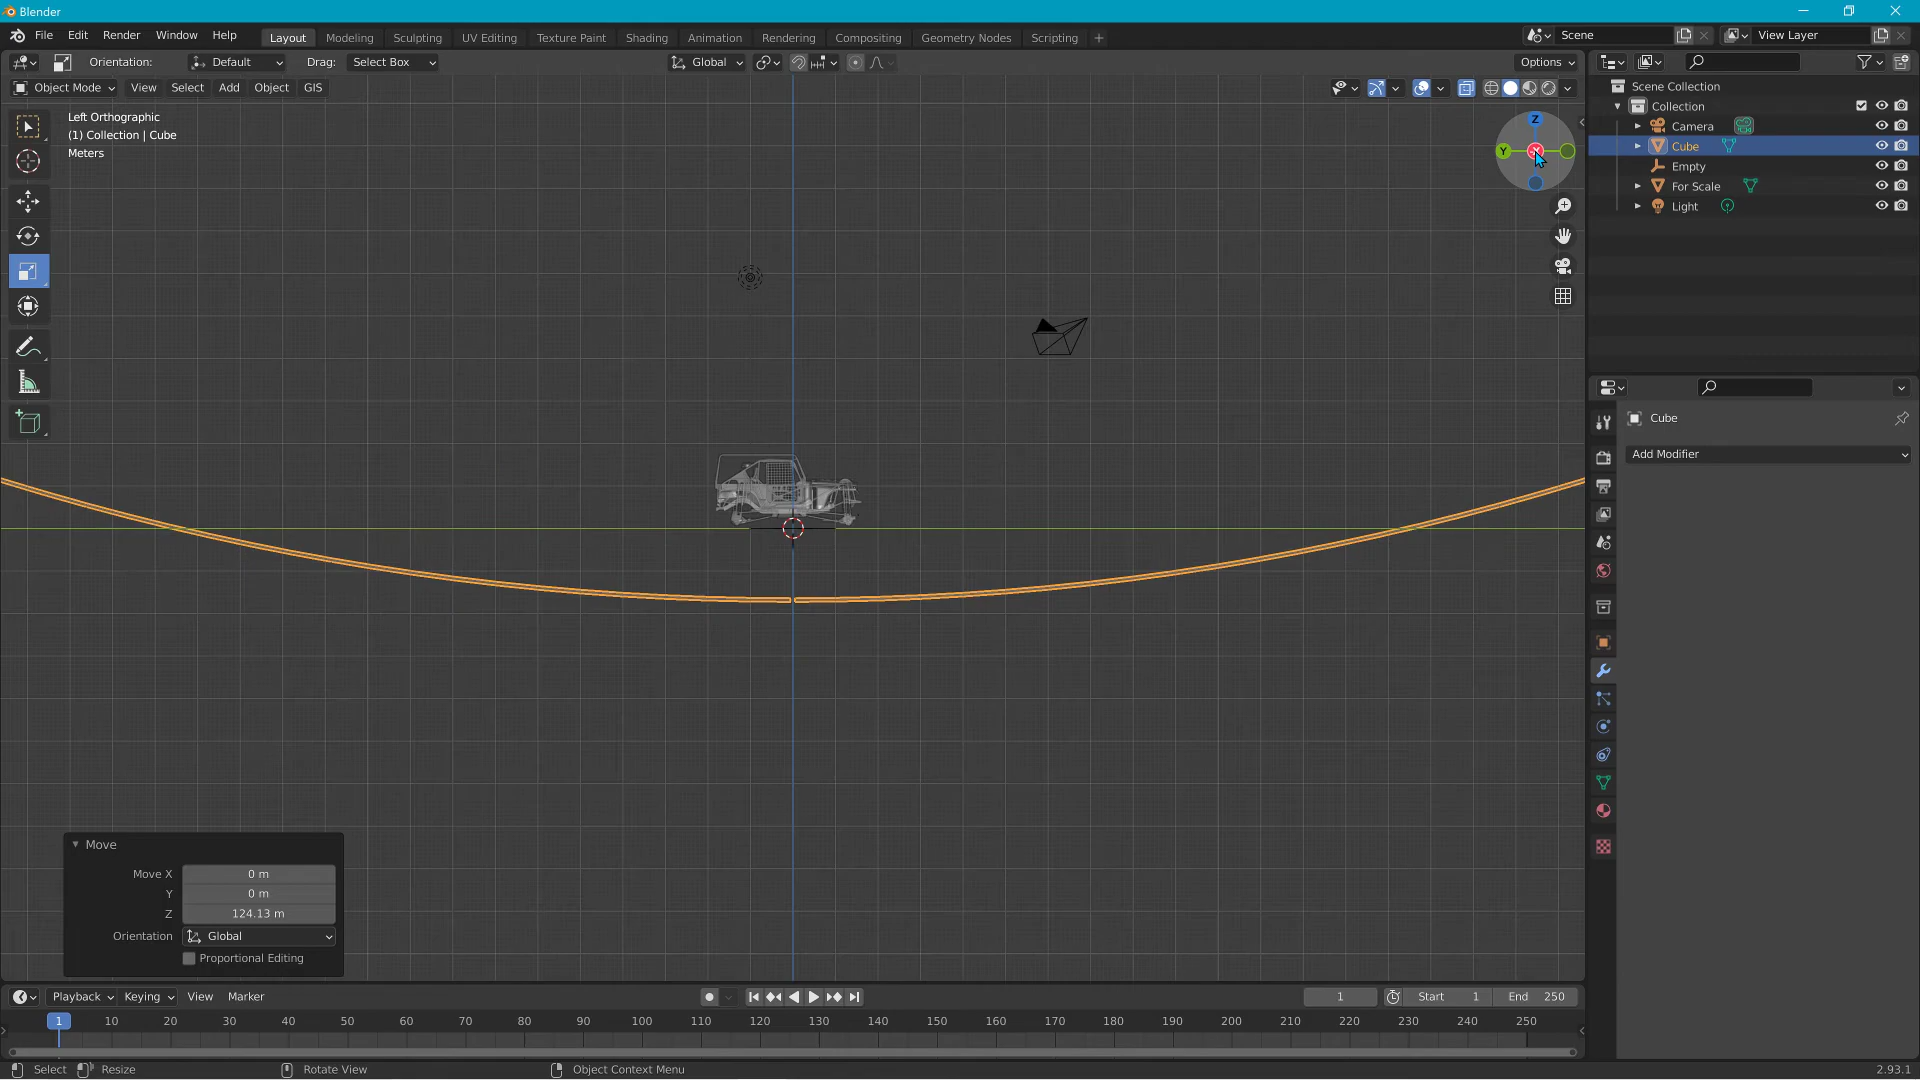 Blender
File Edit Render Window Help
Layout Modeling Sculpting UV Editing Texture Paint Shading Animation Rendering Compositing Geometry Nodes Scripting +
Scene
View Layer
Orientation: Default Drag: Select Box
Global
Options
Object Mode View Select Add Object GIS
Left Orthographic
(1) Collection | Cube
Meters
Z
Y
-X
Scene Collection
Collection
Camera
Cube
Empty
For Scale
Light
Cube
Add Modifier
Move
Move X 0 m
Y 0 m
Z 124.13 m
Orientation Global
Proportional Editing
Playback Keying View Marker
1
Start 1
End 250
1 10 20 30 40 50 60 70 80 90 100 110 120 130 140 150 160 170 180 190 200 210 220 230 240 250
Select Resize Rotate View Object Context Menu
2.93.1